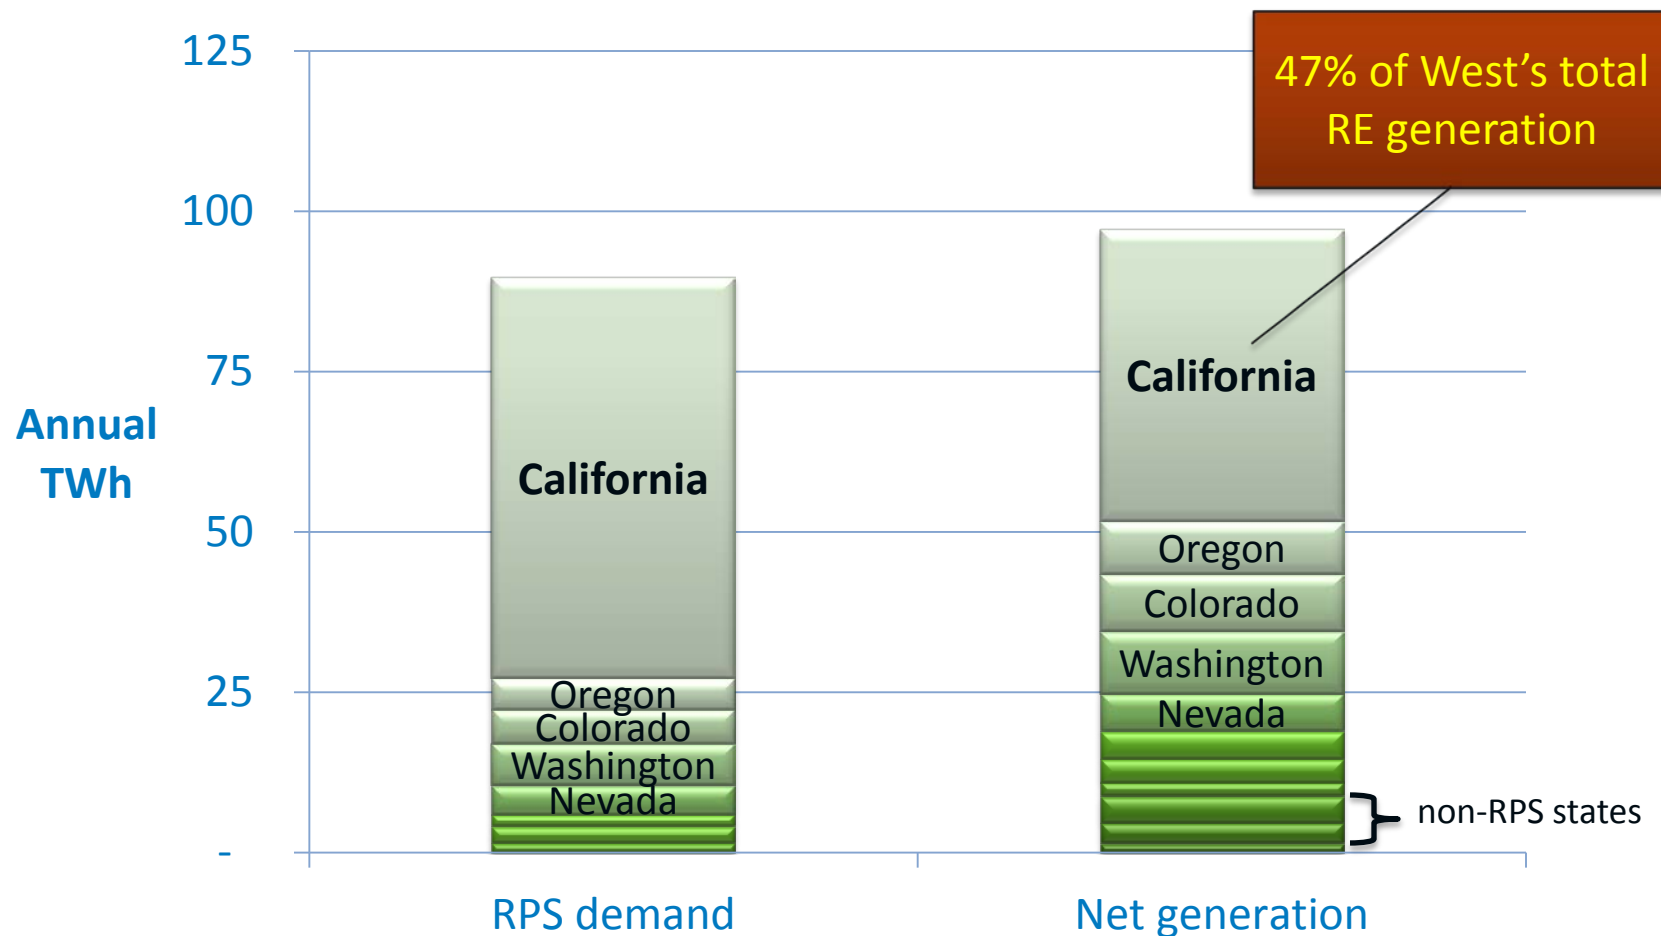 125
100
75
50
25
-
Annual
TWh
47% of West’s total
RE generation
California
Oregon
Colorado
Washington
Nevada
California
Oregon
Colorado
Washington
Nevada
non-RPS states
RPS demand
Net generation